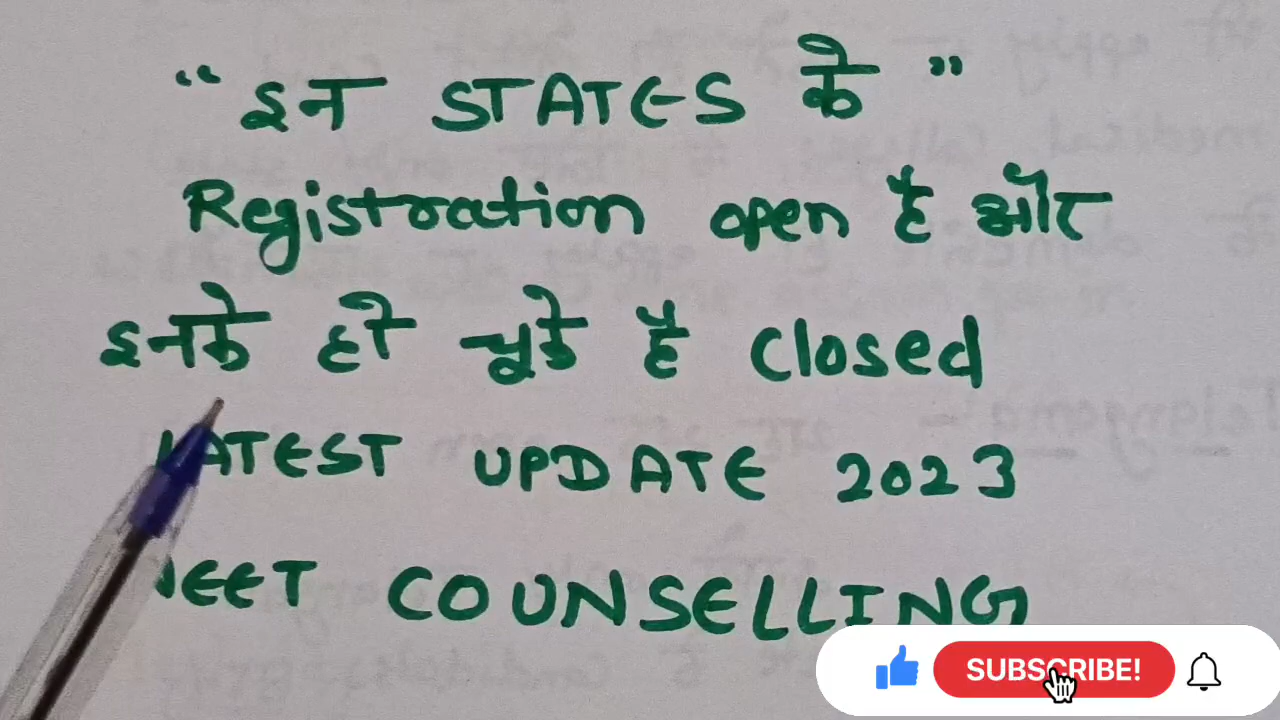 “ इन STATES के ”
Registration open है और
इनके हो चूके है Closed
LATEST UPDATE 2023
NEET COUNSELLING
SUBSCRIBE!